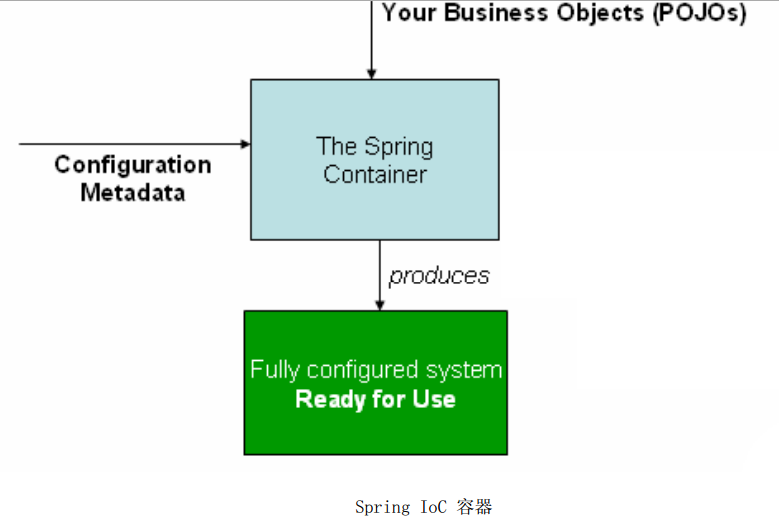 Your Business Objects (POJOs)
The Spring
Container
Configuration
Metadata
produces
Fully configured system
Ready for Use
Spring IoC 容器